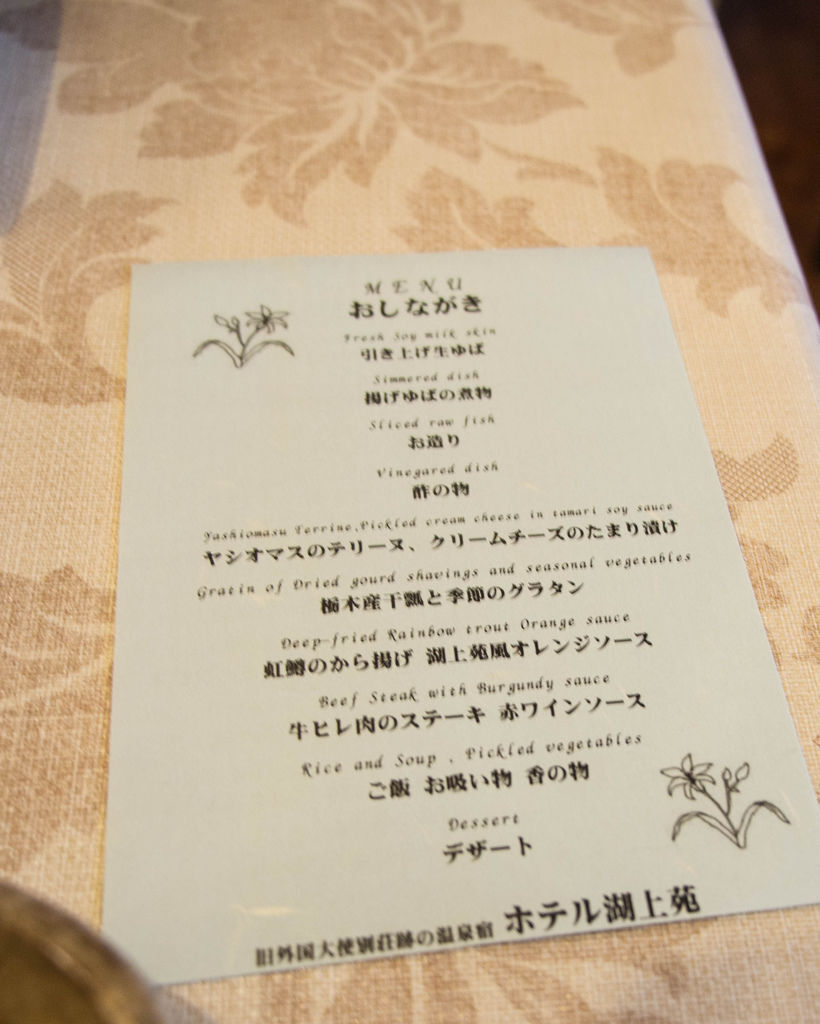 MENU
おしながき
Fresh Soy milk skin
引き上げ生ゆば
Simmered dish
揚げゆばの煮物
Sliced raw fish
お造り
Vinegared dish
酢の物
Yashiomasu Terrine,Pickled cream cheese in tamari soy sauce
ヤシオマスのテリーヌ、クリームチーズのたまり漬け
Gratin of Dried gourd shavings and seasonal vegetables
栃木産干瓢と季節のグラタン
Deep-fried Rainbow trout Orange sauce
虹鱒のから揚げ 湖上苑風オレンジソース
Beef Steak with Burgundy sauce
牛ヒレ肉のステーキ 赤ワインソース
Rice and Soup , Pickled vegetables
ご飯 お吸い物 香の物
Dessert
デザート
旧外国大使別荘跡の温泉宿 ホテル湖上苑